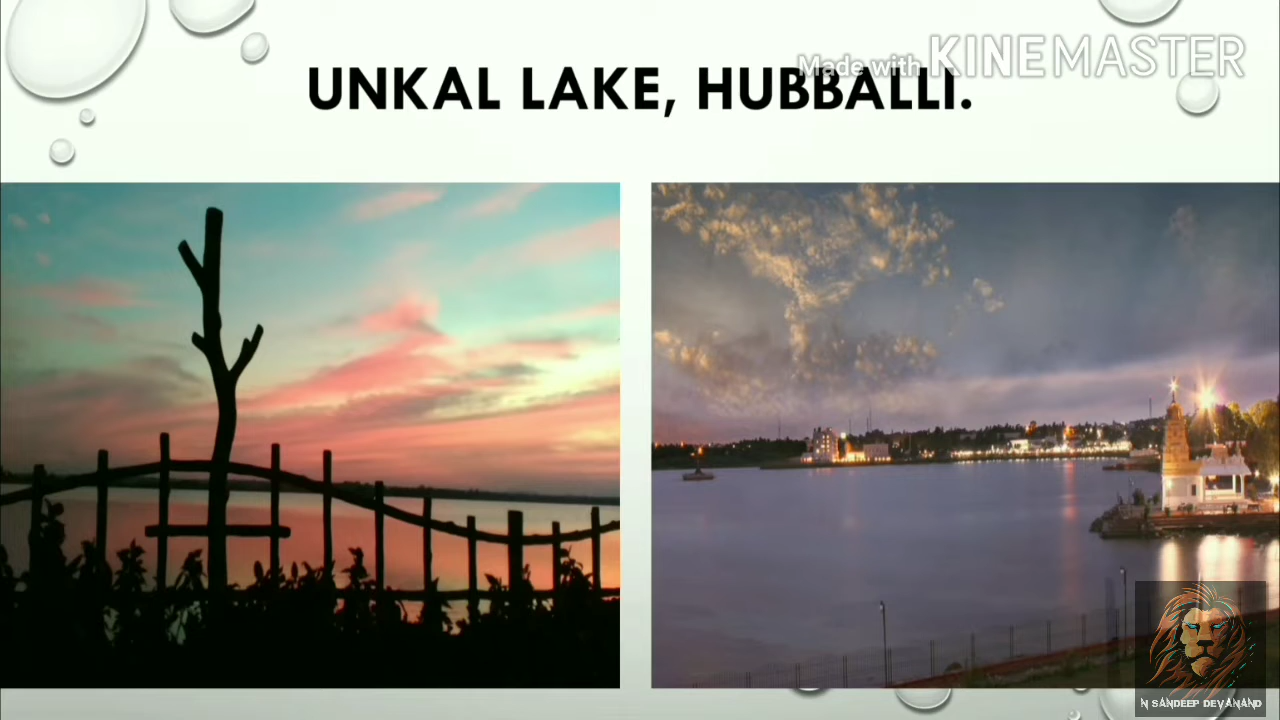 Made with KINEMASTER
UNKAL LAKE, HUBBALLI.
N SANDEEP DEVANAND